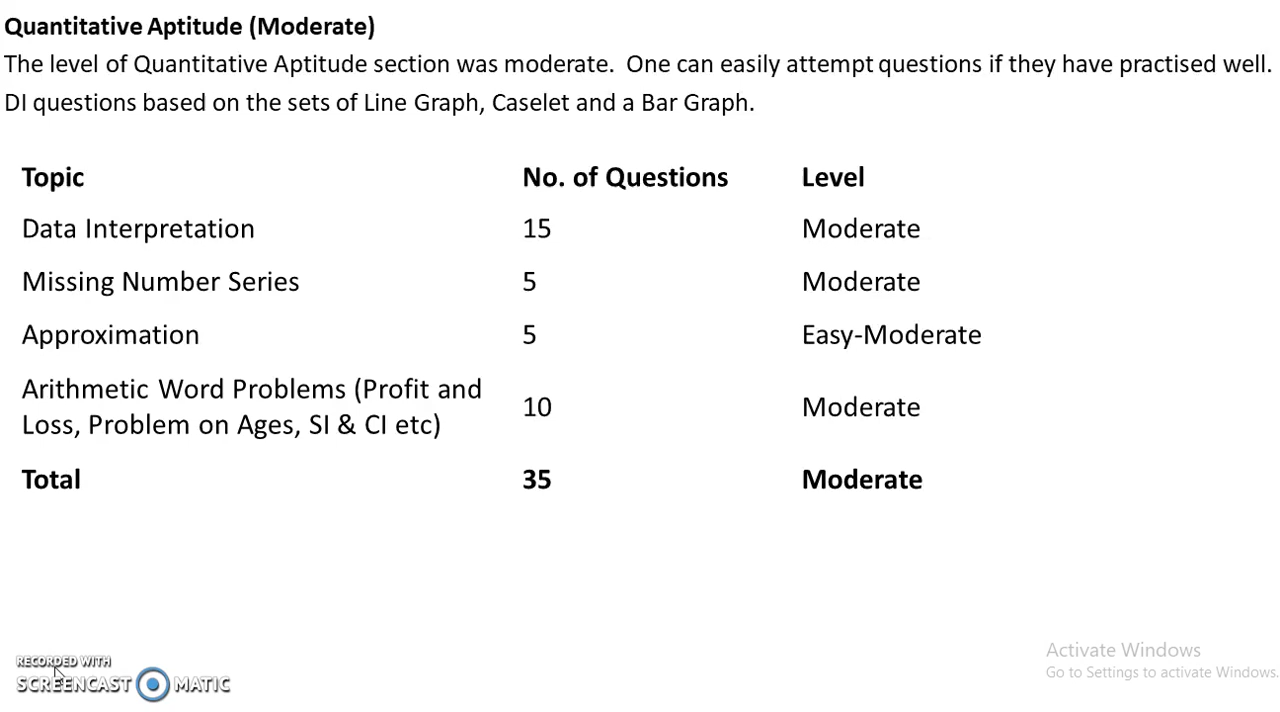 Quantitative Aptitude (Moderate)
The level of Quantitative Aptitude section was moderate. One can easily attempt questions if they have practised well.
DI questions based on the sets of Line Graph, Caselet and a Bar Graph.
Topic No. of Questions Level
Data Interpretation 15 Moderate
Missing Number Series 5 Moderate
Approximation 5 Easy-Moderate
Arithmetic Word Problems (Profit and
Loss, Problem on Ages, SI & CI etc) 10 Moderate
Total 35 Moderate
Activate Windows
Go to Settings to activate Windows.
RECORDED WITH
SCREENCAST MATIC